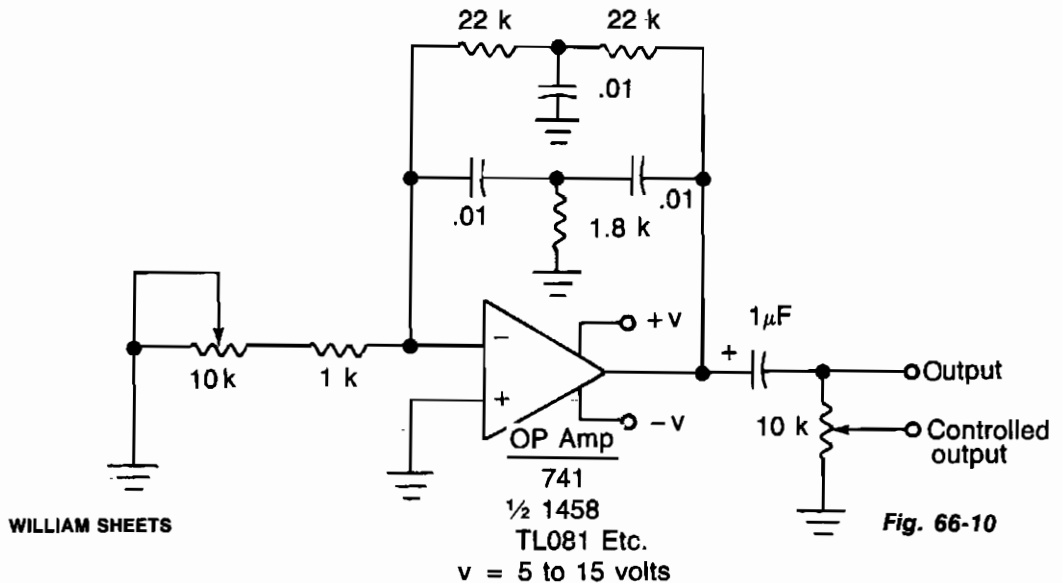 22 k 22 k
.01
.01 .01
1.8 k
+v
1µF
− +
10k 1 k
Output
+
−v
10 k
Controlled
output
OP Amp
741
½ 1458
TL081 Etc.
v = 5 to 15 volts
WILLIAM SHEETS
Fig. 66-10